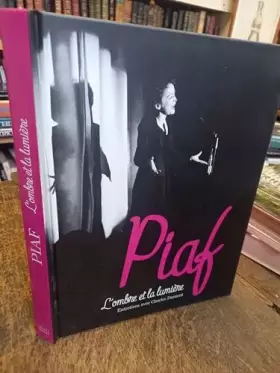 L'ombre et la lumière
PIAF
Piaf
L'ombre et la lumière
Entretiens avec Charles Dumont